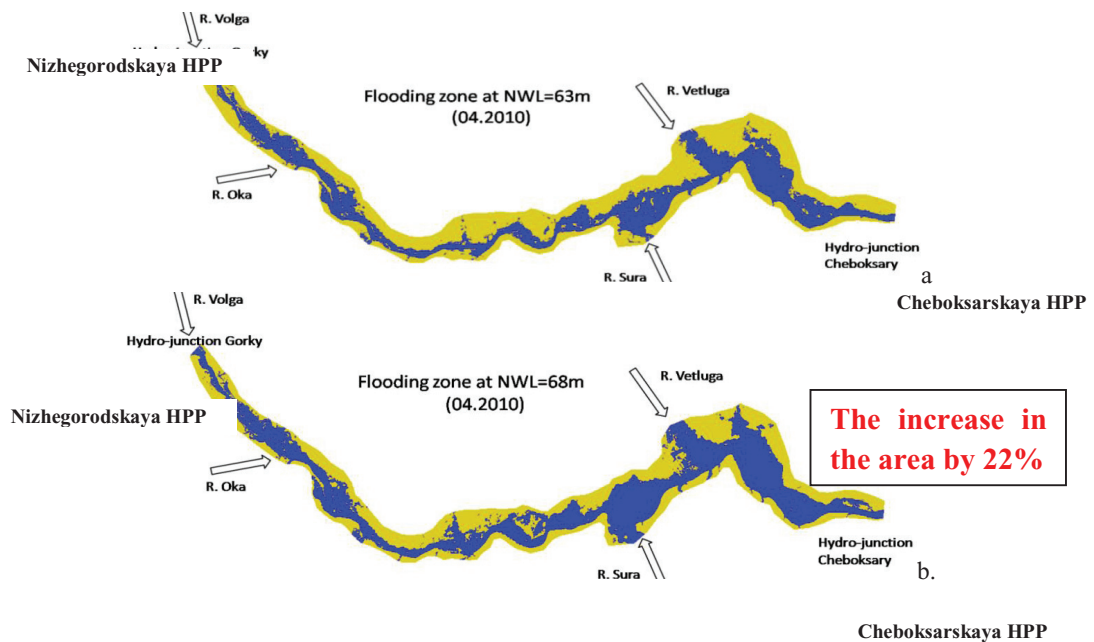 R. Volga
Nizhegorodskaya HPP
Flooding zone at NWL=63m
(04.2010)
R. Vetluga
R. Oka
R. Sura
Hydro-junction
Cheboksary
a
Cheboksarskaya HPP
R. Volga
Hydro-junction Gorky
Flooding zone at NWL=68m
(04.2010)
R. Vetluga
Nizhegorodskaya HPP
The increase in
the area by 22%
R. Oka
R. Sura
Hydro-junction
Cheboksary
b.
Cheboksarskaya HPP